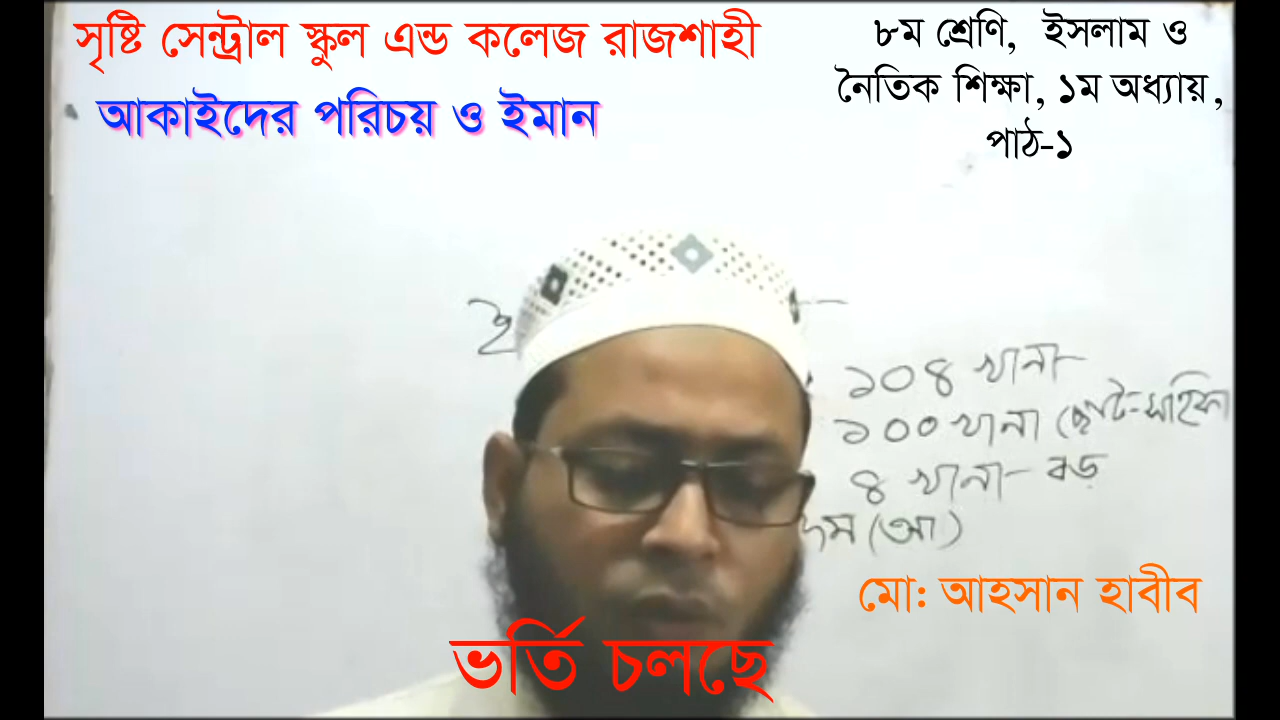 সৃষ্টি সেন্ট্রাল স্কুল এন্ড কলেজ রাজশাহী
আকাইদের পরিচয় ও ইমান
৮ম শ্রেণি, ইসলাম ও
নৈতিক শিক্ষা, ১ম অধ্যায়,
পাঠ-১
১০৪ খানা
১০০ খানা ছোট-সহিফা
৪ খানা- বড়
(আ)
মো: আহসান হাবীব
ভর্তি চলছে